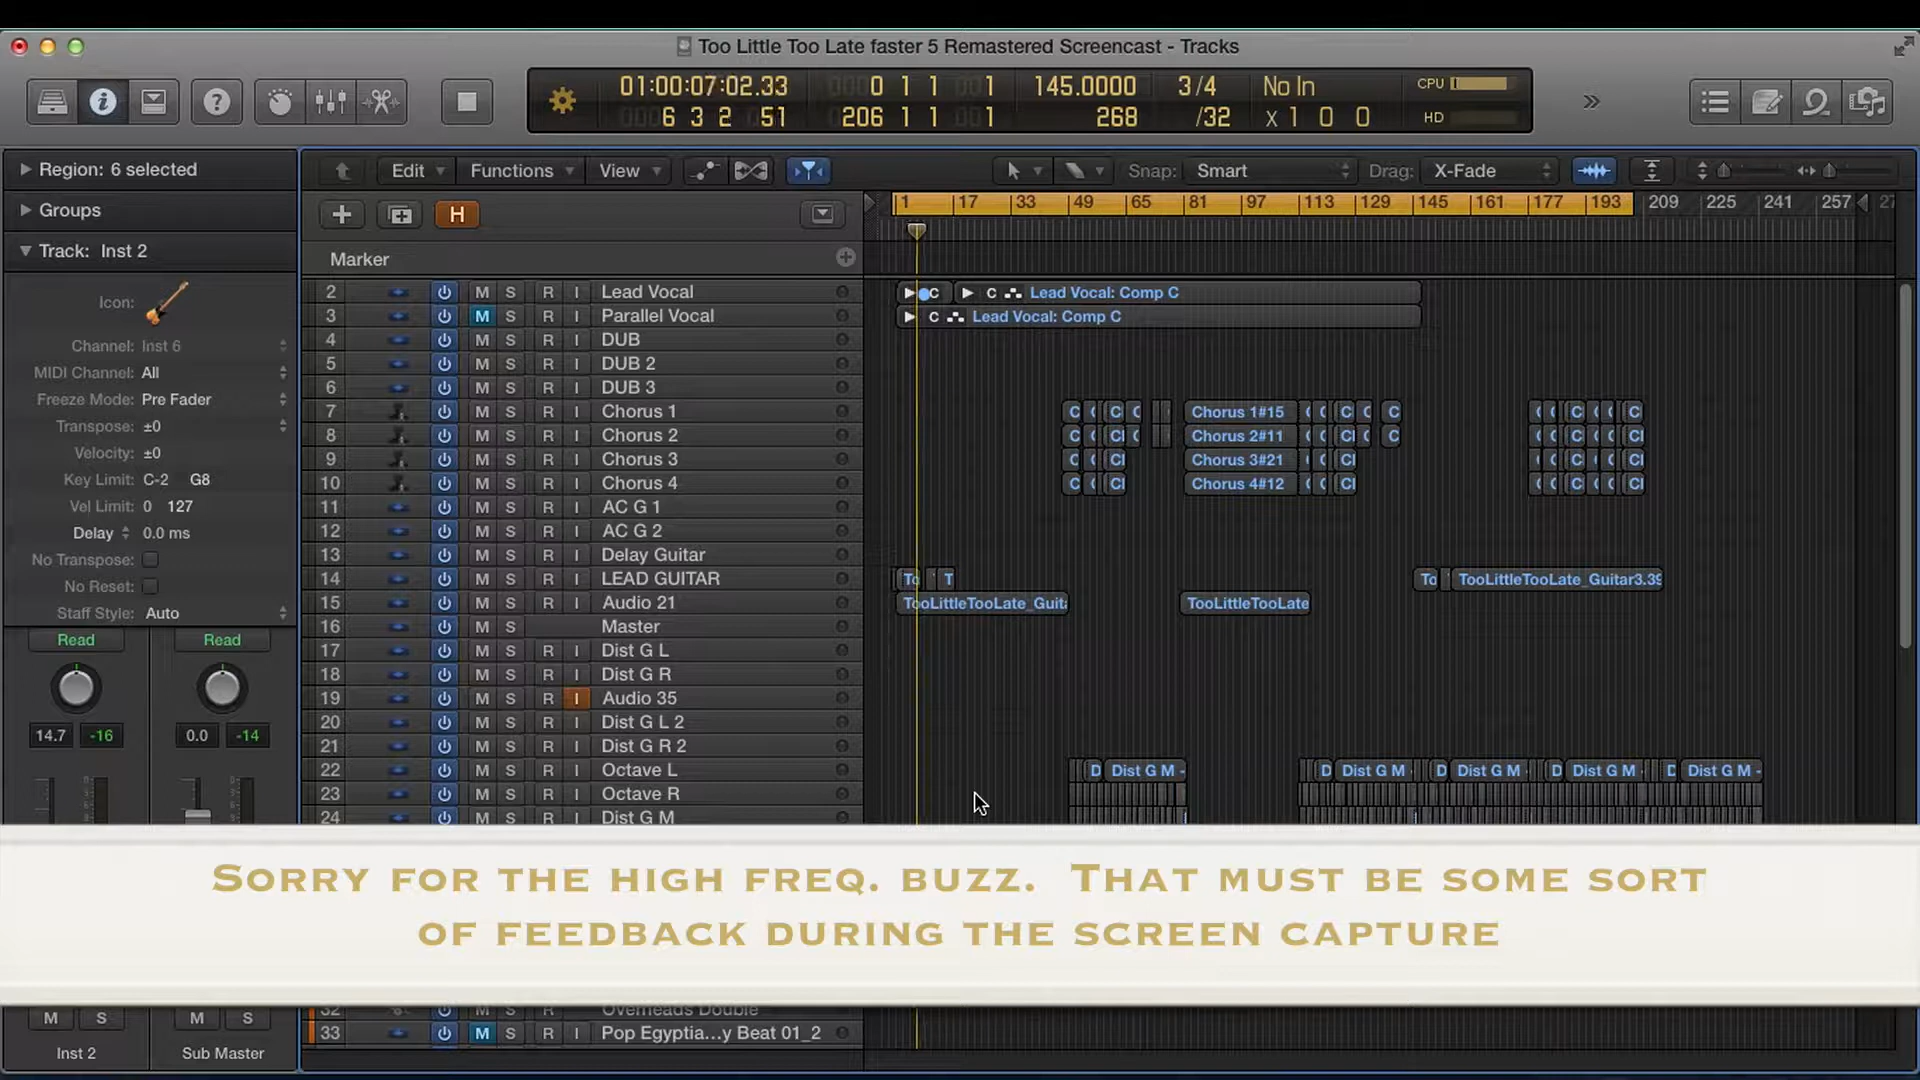 Too Little Too Late faster 5 Remastered Screencast - Tracks
01:00:07:02.33 0 1 1 1 145.0000 3/4 No In CPU
6 3 2 51 206 1 1 1 268 /32 x 1 0 0 HD
Region: 6 selected
Edit Functions View Snap: Smart Drag: X-Fade
Groups
H
1 17 33 49 65 81 97 113 129 145 161 177 193 209 225 241 257
Track: Inst 2
Marker
Icon:
Channel: Inst 6
MIDI Channel: All
Freeze Mode: Pre Fader
Transpose: ±0
Velocity: ±0
Key Limit: C-2 G8
Vel Limit: 0 127
Delay 0.0 ms
No Transpose:
No Reset:
Staff Style: Auto
Read Read
14.7 -16 0.0 -14
2 M S R I Lead Vocal C C Lead Vocal: Comp C
3 M S R I Parallel Vocal C Lead Vocal: Comp C
4 M S R I DUB
5 M S R I DUB 2
6 M S R I DUB 3
7 M S R I Chorus 1 C C Chorus 1#15 C C C C
8 M S R I Chorus 2 C C Chorus 2#11 C C
9 M S R I Chorus 3 C Chorus 3#21 C
10 M S R I Chorus 4 C Chorus 4#12 C
11 M S R I AC G 1
12 M S R I AC G 2
13 M S R I Delay Guitar
14 M S R I LEAD GUITAR To T To TooLittleTooLate_Guitar3.39
15 M S R I Audio 21 TooLittleTooLate_Guita TooLittleTooLate
16 M S Master
17 M S R I Dist G L
18 M S R I Dist G R
19 M S R I Audio 35
20 M S R I Dist G L 2
21 M S R I Dist G R 2
22 M S R I Octave L D Dist G M - D Dist G M D Dist G M - D Dist G M D Dist G M -
23 M S R I Octave R
24 M S R I Dist G M
Sorry for the high freq. buzz. That must be some sort
of feedback during the screen capture
32 Overheads Double
33 M S R I Pop Egyptia...y Beat 01_2
M S M S
Inst 2 Sub Master